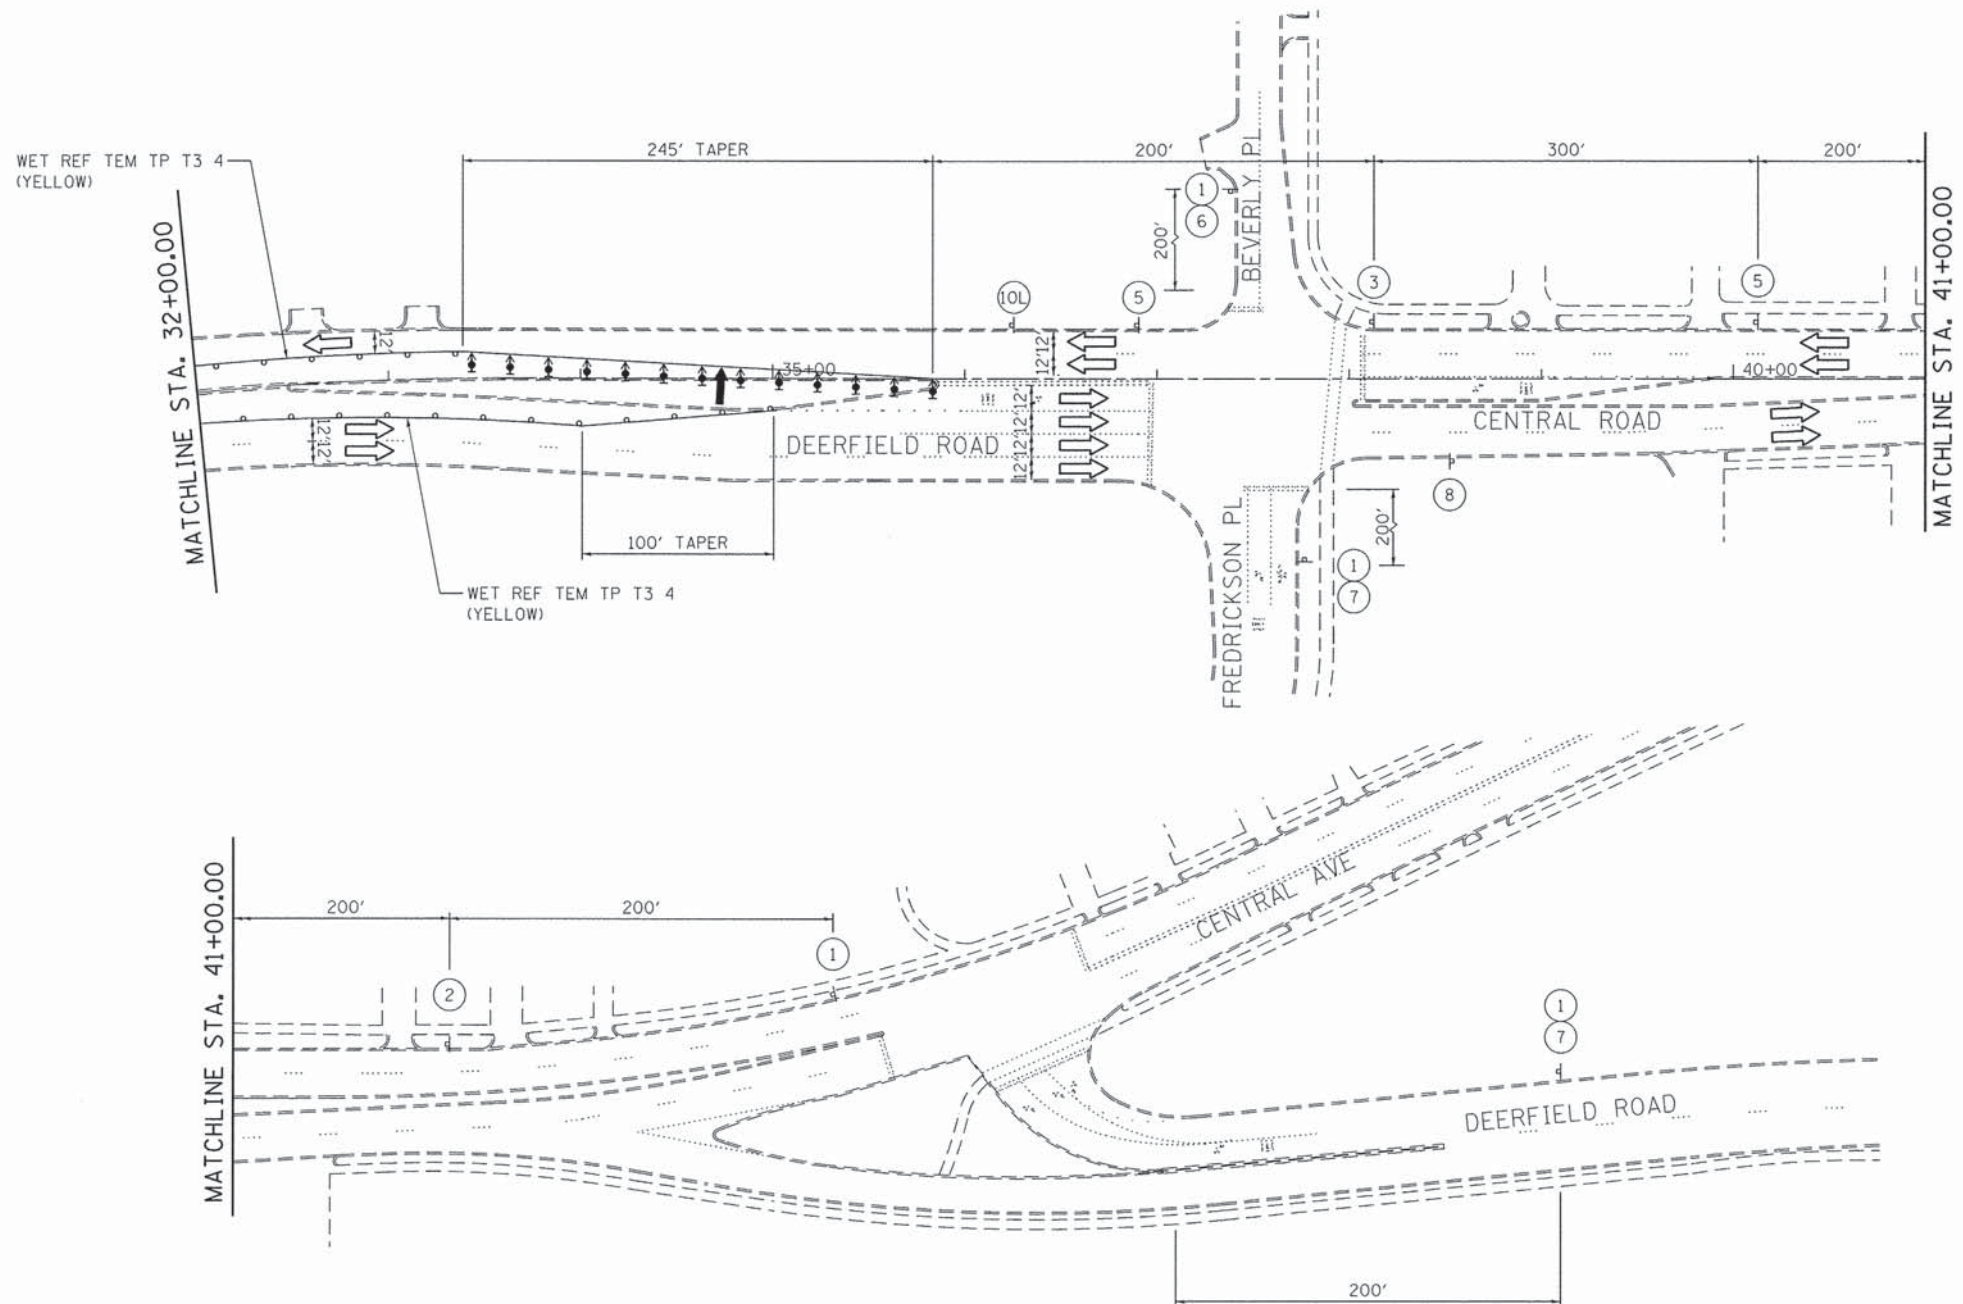 245' TAPER
200'
300'
200'
WET REF TEM TP T3 4
(YELLOW)
MATCHLINE STA. 32+00.00
MATCHLINE STA. 41+00.00
BEVERLY PL
1
6
200'
10L
5
3
5
12'
12'
12'
35+00
40+00
12'
12'
12'
12'
12'
12'
DEERFIELD ROAD
CENTRAL ROAD
8
100' TAPER
200'
1
7
WET REF TEM TP T3 4
(YELLOW)
FREDRICKSON PL
MATCHLINE STA. 41+00.00
200'
200'
1
2
CENTRAL AVE
1
7
DEERFIELD ROAD
200'